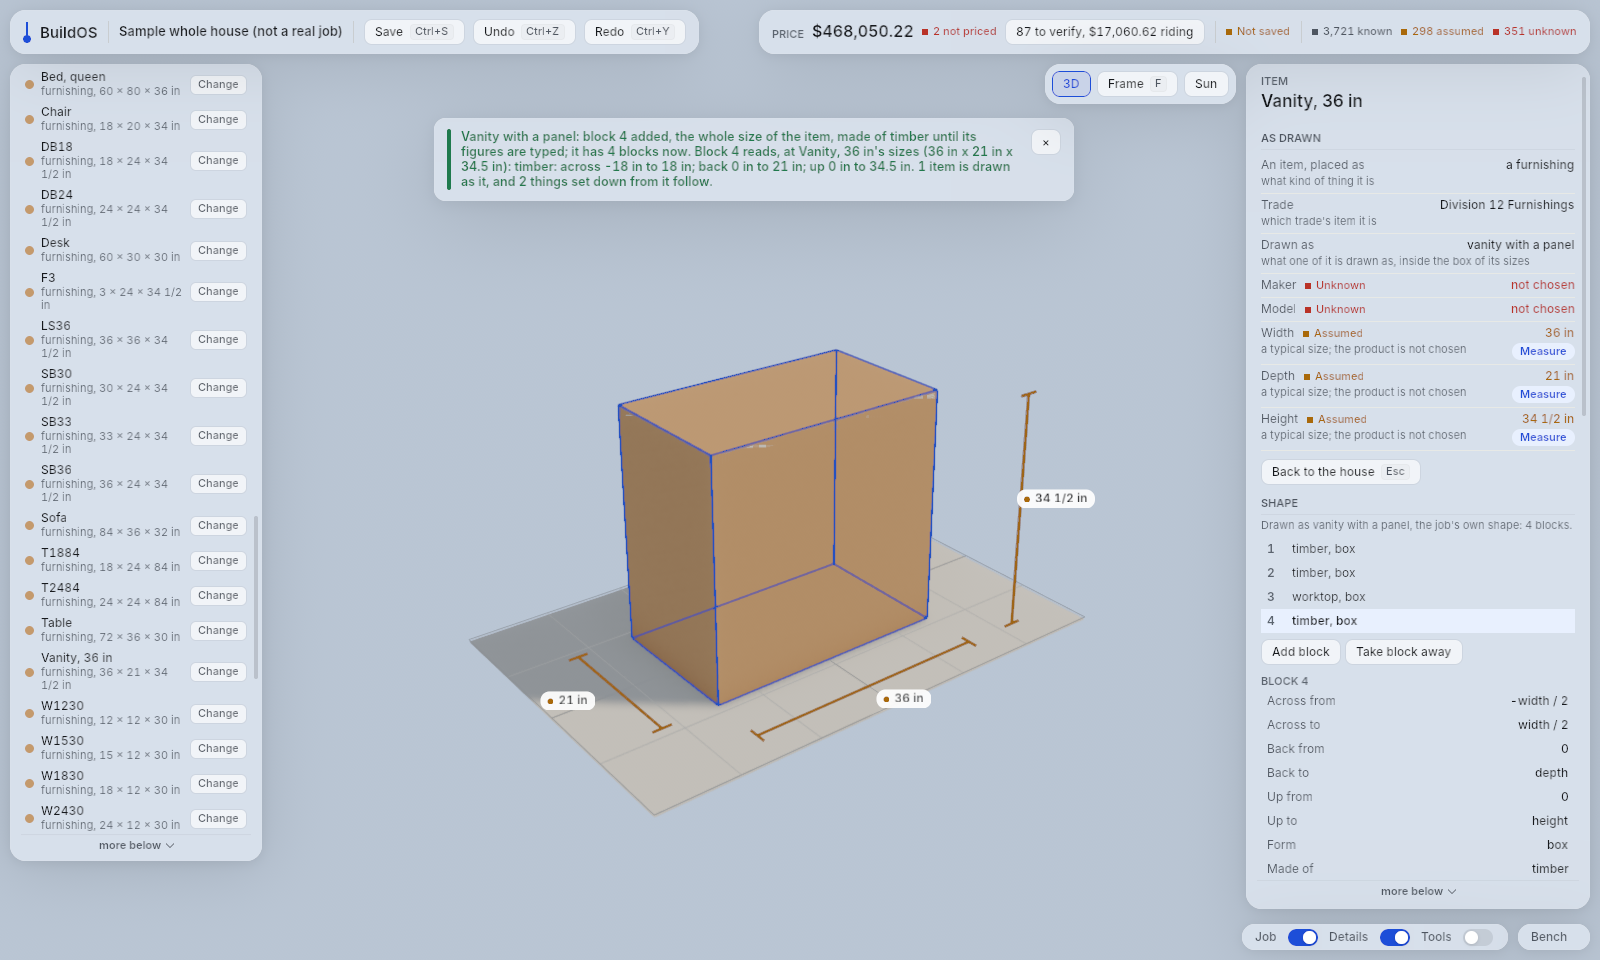 BuildOS
Sample whole house (not a real job)
Save Ctrl+S
Undo Ctrl+Z
Redo Ctrl+Y
PRICE $468,050.22
2 not priced
87 to verify, $17,060.62 riding
Not saved
3,721 known
298 assumed
351 unknown
Bed, queen
furnishing, 60 × 80 × 36 in
Change
Chair
furnishing, 18 × 20 × 34 in
Change
DB18
furnishing, 18 × 24 × 34
1/2 in
Change
DB24
furnishing, 24 × 24 × 34
1/2 in
Change
Desk
furnishing, 60 × 30 × 30 in
Change
F3
furnishing, 3 × 24 × 34 1/2
in
Change
LS36
furnishing, 36 × 36 × 34
1/2 in
Change
SB30
furnishing, 30 × 24 × 34
1/2 in
Change
SB33
furnishing, 33 × 24 × 34
1/2 in
Change
SB36
furnishing, 36 × 24 × 34
1/2 in
Change
Sofa
furnishing, 84 × 36 × 32 in
Change
T1884
furnishing, 18 × 24 × 84 in
Change
T2484
furnishing, 24 × 24 × 84 in
Change
Table
furnishing, 72 × 36 × 30 in
Change
Vanity, 36 in
furnishing, 36 × 21 × 34
1/2 in
Change
W1230
furnishing, 12 × 12 × 30 in
Change
W1530
furnishing, 15 × 12 × 30 in
Change
W1830
furnishing, 18 × 12 × 30 in
Change
W2430
furnishing, 24 × 12 × 30 in
Change
more below
3D
Frame F
Sun
Vanity with a panel: block 4 added, the whole size of the item, made of timber until its
figures are typed; it has 4 blocks now. Block 4 reads, at Vanity, 36 in's sizes (36 in x 21 in x
34.5 in): timber: across -18 in to 18 in; back 0 in to 21 in; up 0 in to 34.5 in. 1 item is drawn
as it, and 2 things set down from it follow.
×
34 1/2 in
21 in
36 in
ITEM
Vanity, 36 in
AS DRAWN
An item, placed as a furnishing
what kind of thing it is
Trade Division 12 Furnishings
which trade's item it is
Drawn as vanity with a panel
what one of it is drawn as, inside the box of its sizes
Maker Unknown not chosen
Model Unknown not chosen
Width Assumed 36 in
a typical size; the product is not chosen Measure
Depth Assumed 21 in
a typical size; the product is not chosen Measure
Height Assumed 34 1/2 in
a typical size; the product is not chosen Measure
Back to the house Esc
SHAPE
Drawn as vanity with a panel, the job's own shape: 4 blocks.
1 timber, box
2 timber, box
3 worktop, box
4 timber, box
Add block
Take block away
BLOCK 4
Across from -width / 2
Across to width / 2
Back from 0
Back to depth
Up from 0
Up to height
Form box
Made of timber
more below
Job
Details
Tools
Bench